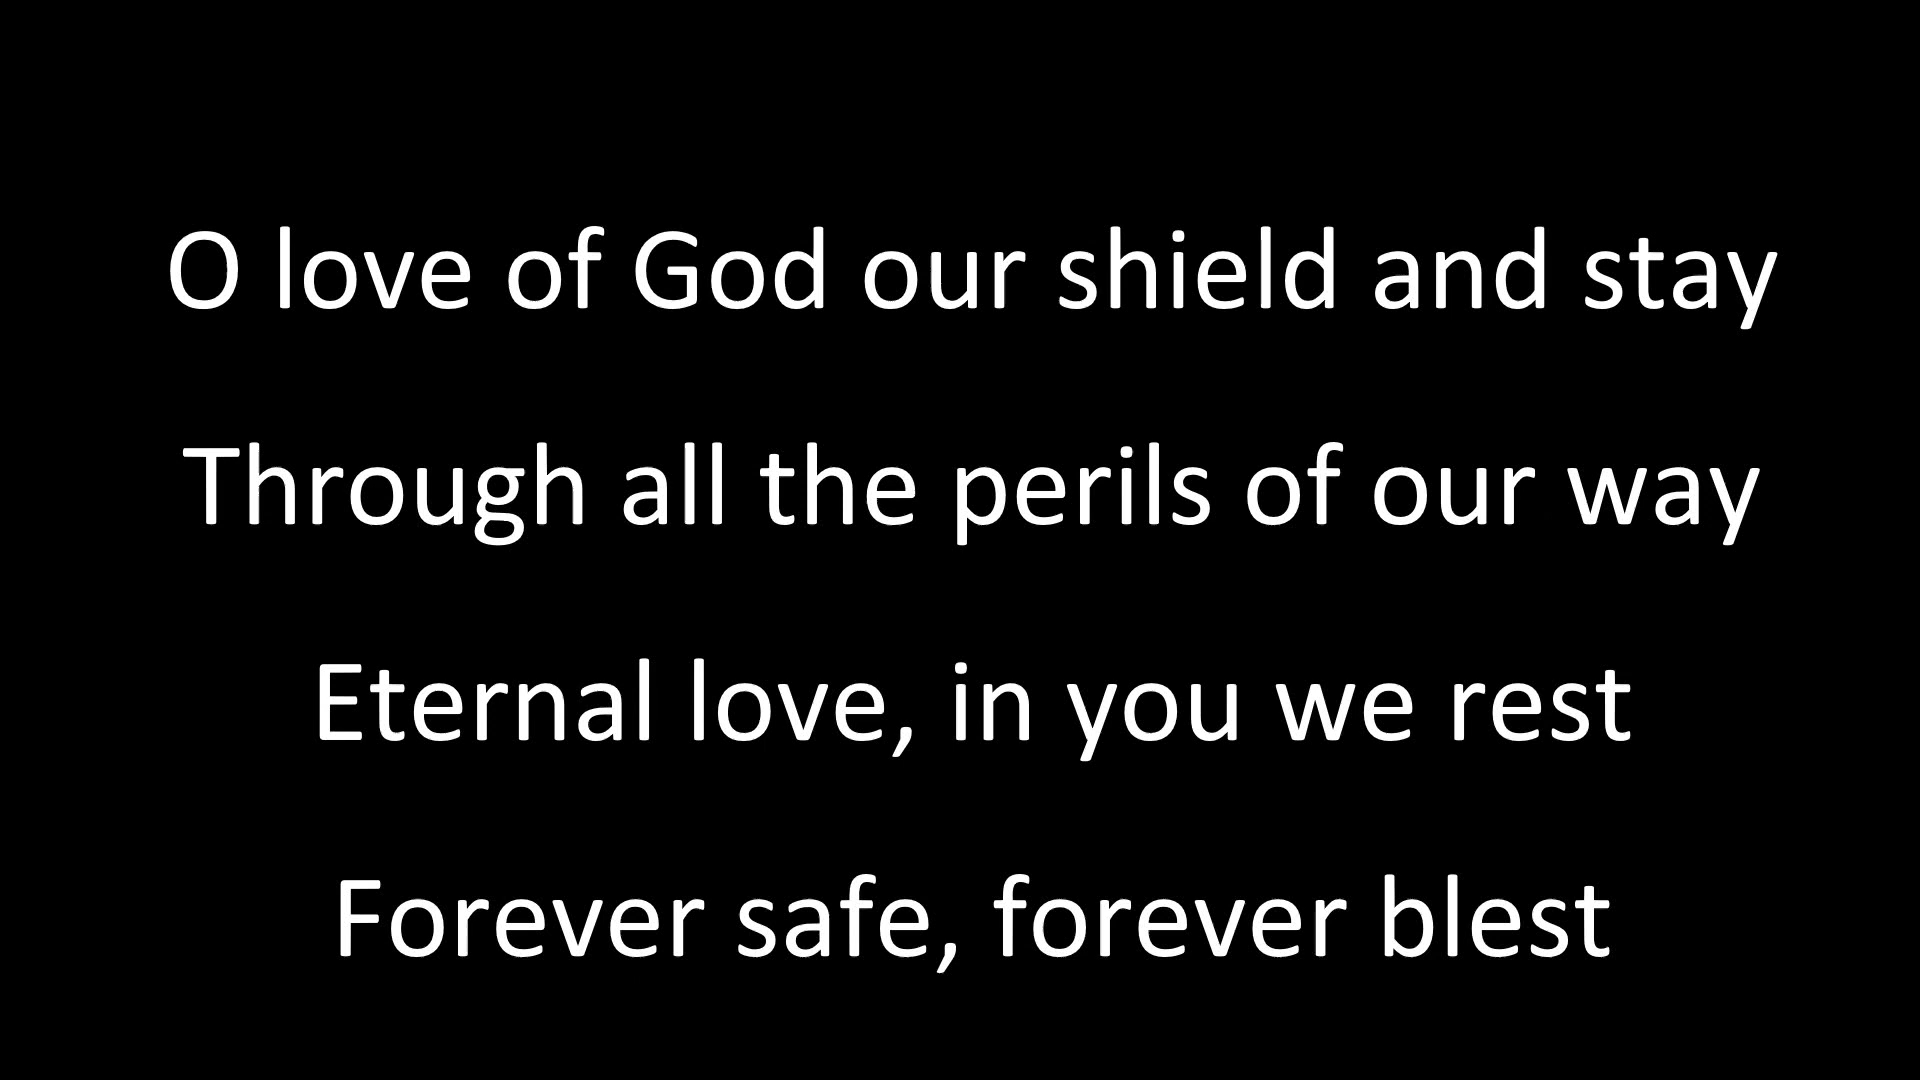 O love of God our shield and stay
Through all the perils of our way
Eternal love, in you we rest
Forever safe, forever blest